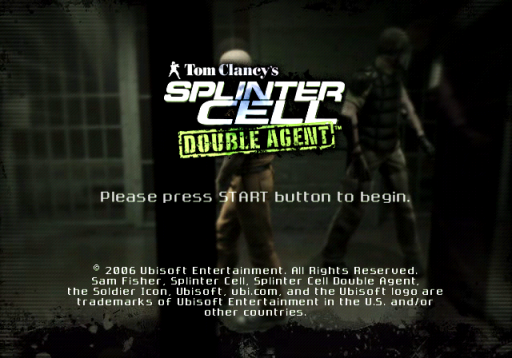 Tom Clancy's
SPLINTER
CELL
DOUBLE AGENT™
Please press START button to begin.
© 2006 Ubisoft Entertainment. All Rights Reserved.
Sam Fisher, Splinter Cell, Splinter Cell Double Agent,
the Soldier Icon, Ubisoft, ubi.com, and the Ubisoft logo are
trademarks of Ubisoft Entertainment in the U.S. and/or
other countries.